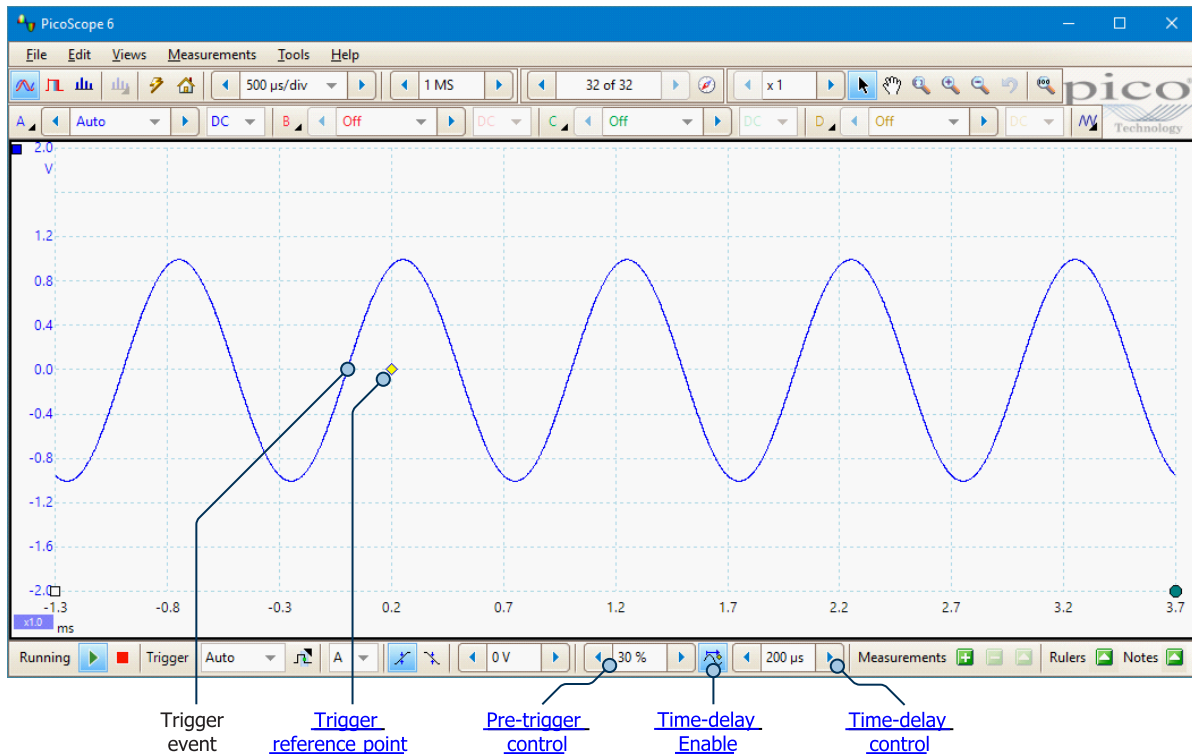 PicoScope 6
File Edit Views Measurements Tools Help
500 µs/div 1 MS 32 of 32 x 1
pico
Technology
A Auto DC B Off DC C Off DC D Off DC
2.0
V
1.2
0.8
0.4
0.0
-0.4
-0.8
-1.2
-1.6
-2.0
-1.3 -0.8 -0.3 0.2 0.7 1.2 1.7 2.2 2.7 3.2 3.7
x1.0
ms
Running Trigger Auto A 0 V 30 % 200 µs Measurements Rulers Notes
Trigger event
Trigger reference point
Pre-trigger control
Time-delay Enable
Time-delay control